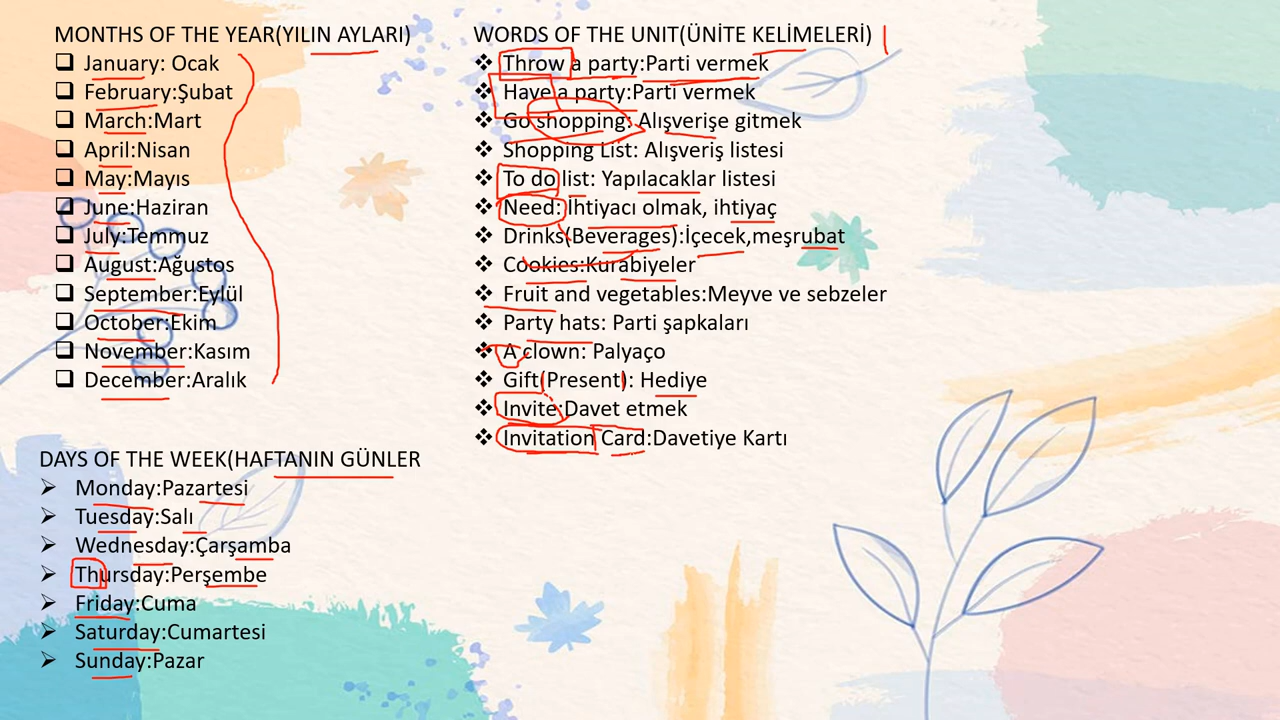 MONTHS OF THE YEAR(YILIN AYLARI)
January: Ocak
February:Şubat
March:Mart
April:Nisan
May:Mayıs
June:Haziran
July:Temmuz
August:Ağustos
September:Eylül
October:Ekim
November:Kasım
December:Aralık
DAYS OF THE WEEK(HAFTANIN GÜNLER
Monday:Pazartesi
Tuesday:Salı
Wednesday:Çarşamba
Thursday:Perşembe
Friday:Cuma
Saturday:Cumartesi
Sunday:Pazar
WORDS OF THE UNIT(ÜNİTE KELİMELERİ)
Throw a party:Parti vermek
Have a party:Parti vermek
Go shopping: Alışverişe gitmek
Shopping List: Alışveriş listesi
To do list: Yapılacaklar listesi
Need: İhtiyacı olmak, ihtiyaç
Drinks(Beverages):İçecek,meşrubat
Cookies:Kurabiyeler
Fruit and vegetables:Meyve ve sebzeler
Party hats: Parti şapkaları
A clown: Palyaço
Gift(Present): Hediye
Invite:Davet etmek
Invitation Card:Davetiye Kartı